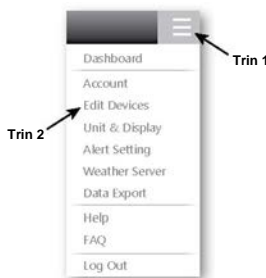 Trin 1
Dashboard
Account
Trin 2
Edit Devices
Unit & Display
Alert Setting
Weather Server
Data Export
Help
FAQ
Log Out